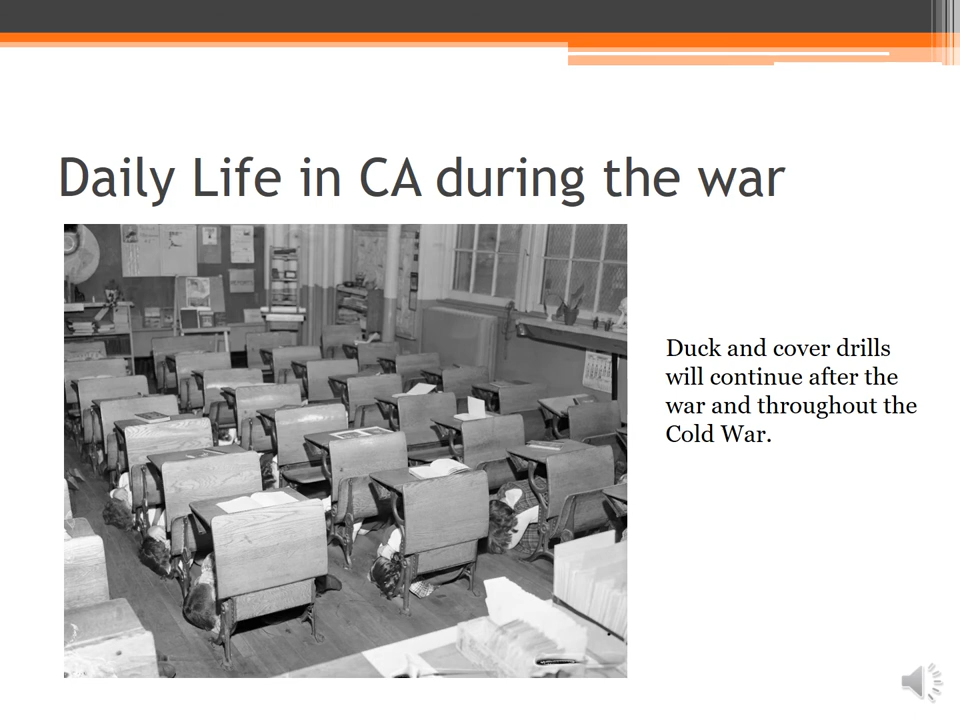 Daily Life in CA during the war
Duck and cover drills
will continue after the
war and throughout the
Cold War.